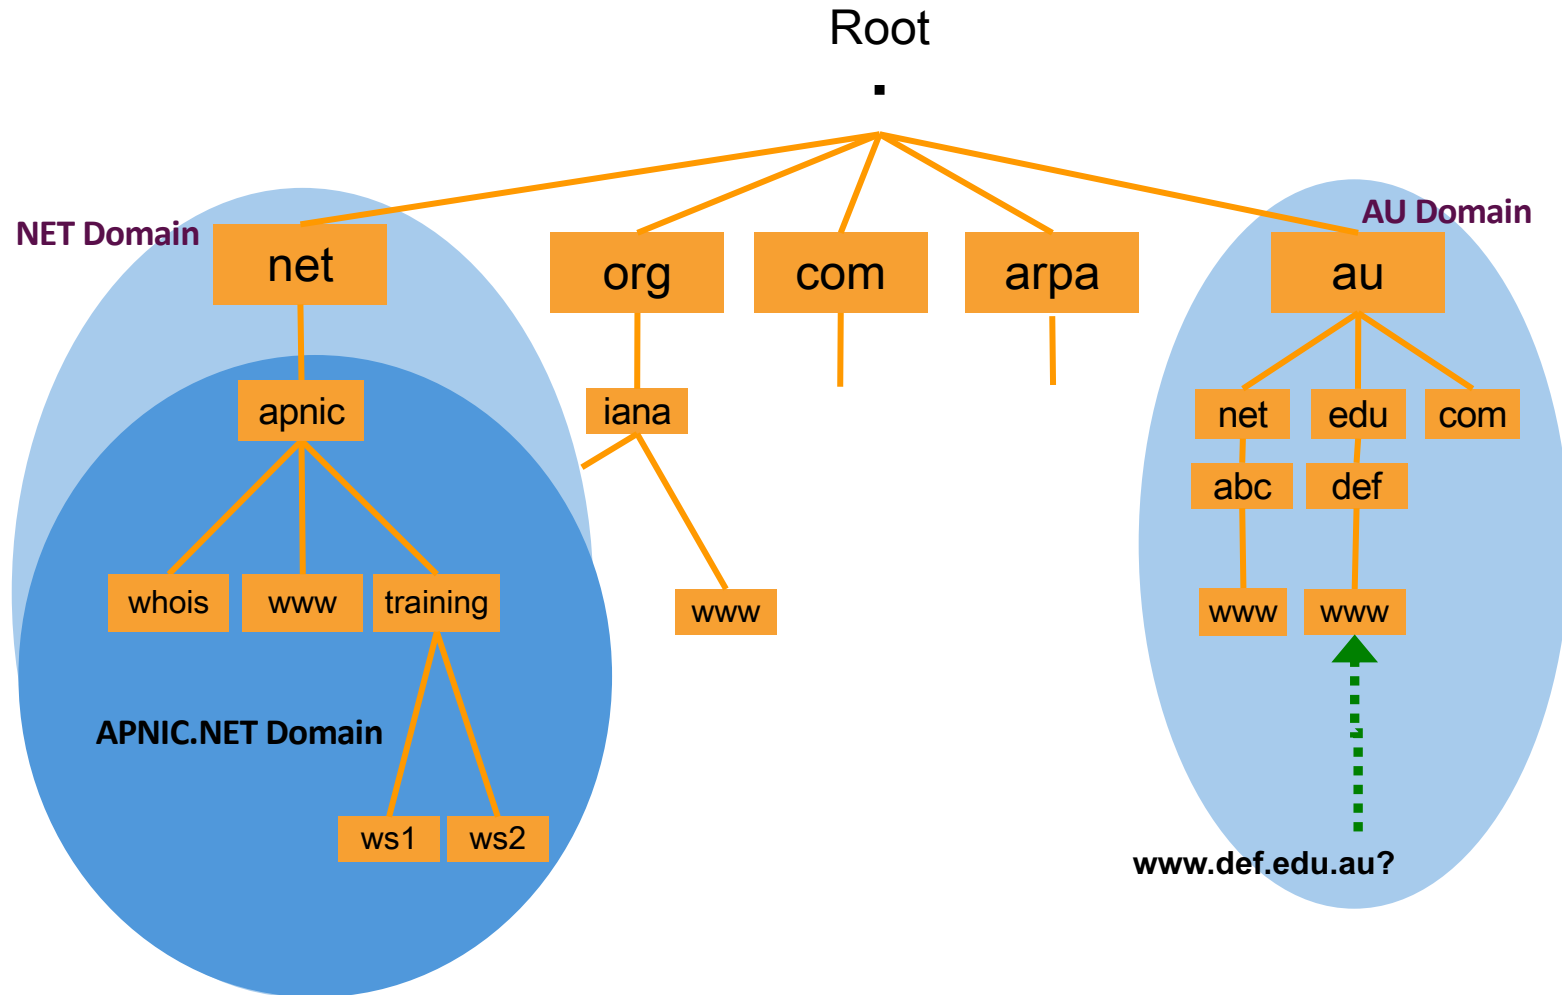 Root
.
NET Domain
AU Domain
net
org
com
arpa
au
apnic
iana
net
edu
com
abc
def
whois
www
training
www
www
www
APNIC.NET Domain
ws1
ws2
www.def.edu.au?